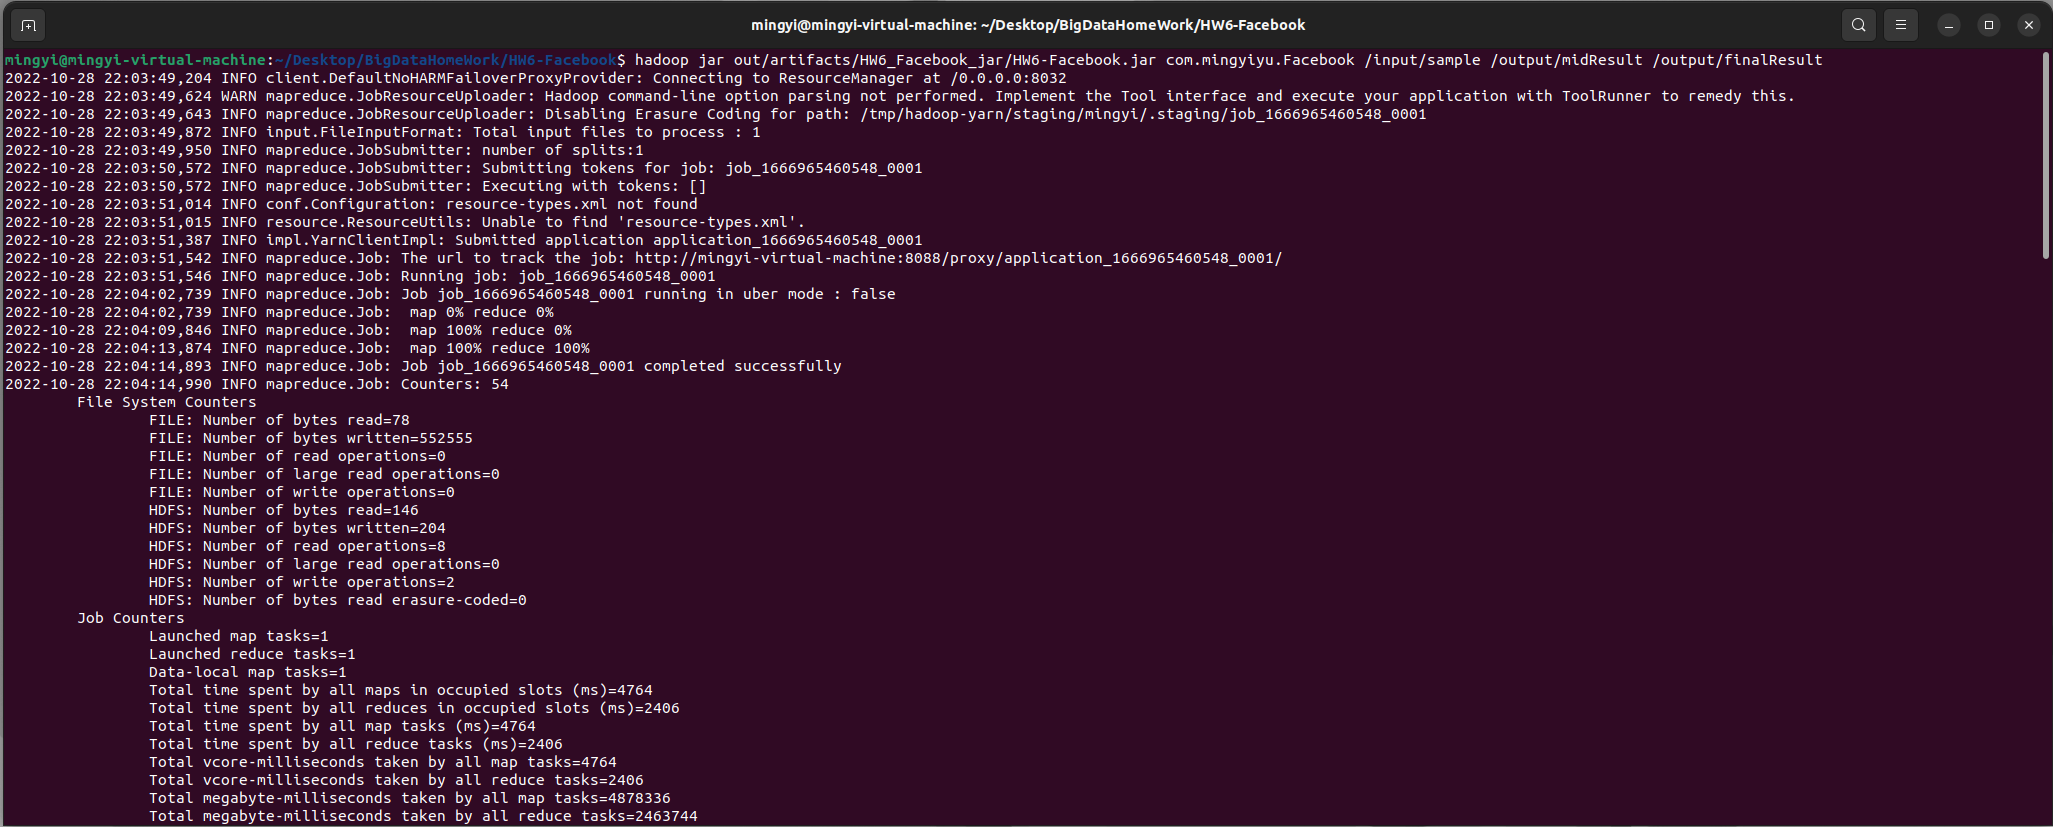 mingyi@mingyi-virtual-machine: ~/Desktop/BigDataHomeWork/HW6-Facebook
mingyi@mingyi-virtual-machine:~/Desktop/BigDataHomeWork/HW6-Facebook$ hadoop jar out/artifacts/HW6_Facebook_jar/HW6-Facebook.jar com.mingyiyu.Facebook /input/sample /output/midResult /output/finalResult
2022-10-28 22:03:49,204 INFO client.DefaultNoHARMFailoverProxyProvider: Connecting to ResourceManager at /0.0.0.0:8032
2022-10-28 22:03:49,624 WARN mapreduce.JobResourceUploader: Hadoop command-line option parsing not performed. Implement the Tool interface and execute your application with ToolRunner to remedy this.
2022-10-28 22:03:49,643 INFO mapreduce.JobResourceUploader: Disabling Erasure Coding for path: /tmp/hadoop-yarn/staging/mingyi/.staging/job_1666965460548_0001
2022-10-28 22:03:49,872 INFO input.FileInputFormat: Total input files to process : 1
2022-10-28 22:03:49,950 INFO mapreduce.JobSubmitter: number of splits:1
2022-10-28 22:03:50,572 INFO mapreduce.JobSubmitter: Submitting tokens for job: job_1666965460548_0001
2022-10-28 22:03:50,572 INFO mapreduce.JobSubmitter: Executing with tokens: []
2022-10-28 22:03:51,014 INFO conf.Configuration: resource-types.xml not found
2022-10-28 22:03:51,015 INFO resource.ResourceUtils: Unable to find 'resource-types.xml'.
2022-10-28 22:03:51,387 INFO impl.YarnClientImpl: Submitted application application_1666965460548_0001
2022-10-28 22:03:51,542 INFO mapreduce.Job: The url to track the job: http://mingyi-virtual-machine:8088/proxy/application_1666965460548_0001/
2022-10-28 22:03:51,546 INFO mapreduce.Job: Running job: job_1666965460548_0001
2022-10-28 22:04:02,739 INFO mapreduce.Job: Job job_1666965460548_0001 running in uber mode : false
2022-10-28 22:04:02,739 INFO mapreduce.Job:  map 0% reduce 0%
2022-10-28 22:04:09,846 INFO mapreduce.Job:  map 100% reduce 0%
2022-10-28 22:04:13,874 INFO mapreduce.Job:  map 100% reduce 100%
2022-10-28 22:04:14,893 INFO mapreduce.Job: Job job_1666965460548_0001 completed successfully
2022-10-28 22:04:14,990 INFO mapreduce.Job: Counters: 54
File System Counters
FILE: Number of bytes read=78
FILE: Number of bytes written=552555
FILE: Number of read operations=0
FILE: Number of large read operations=0
FILE: Number of write operations=0
HDFS: Number of bytes read=146
HDFS: Number of bytes written=204
HDFS: Number of read operations=8
HDFS: Number of large read operations=0
HDFS: Number of write operations=2
HDFS: Number of bytes read erasure-coded=0
Job Counters
Launched map tasks=1
Launched reduce tasks=1
Data-local map tasks=1
Total time spent by all maps in occupied slots (ms)=4764
Total time spent by all reduces in occupied slots (ms)=2406
Total time spent by all map tasks (ms)=4764
Total time spent by all reduce tasks (ms)=2406
Total vcore-milliseconds taken by all map tasks=4764
Total vcore-milliseconds taken by all reduce tasks=2406
Total megabyte-milliseconds taken by all map tasks=4878336
Total megabyte-milliseconds taken by all reduce tasks=2463744